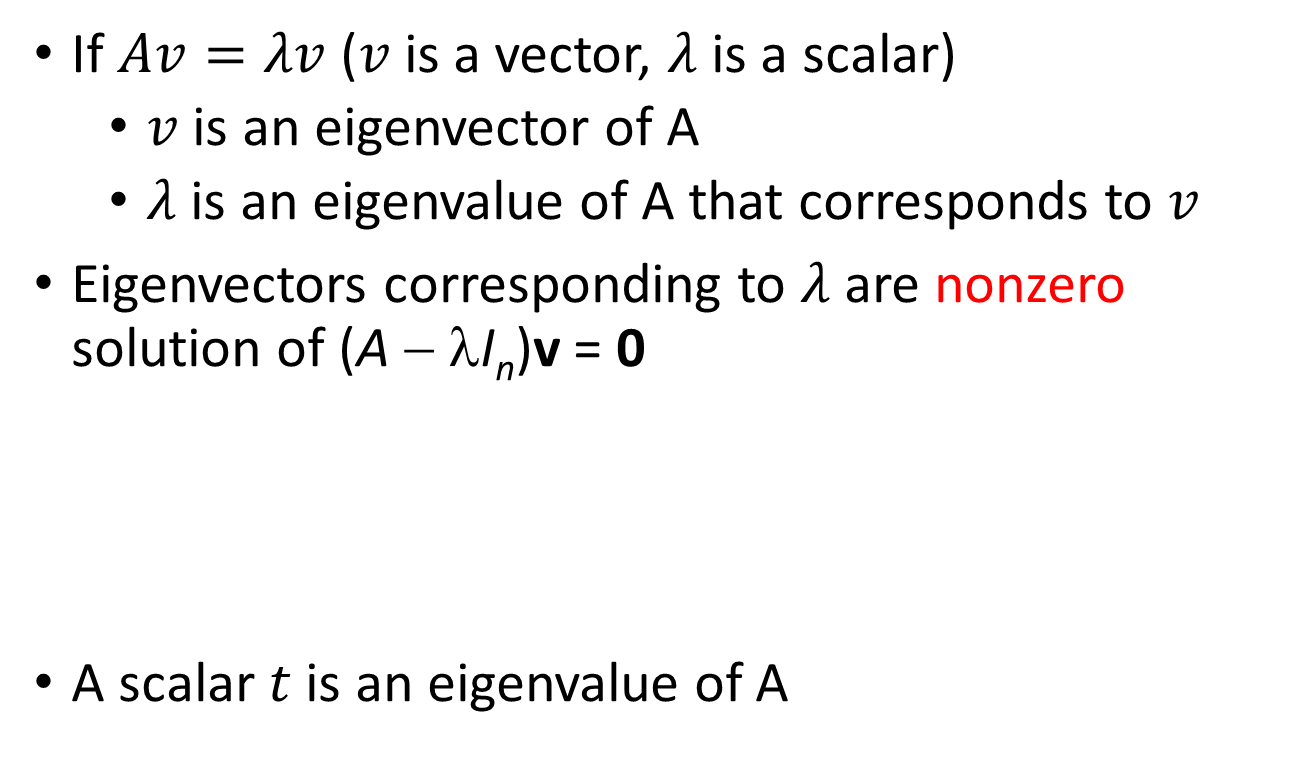 • If 𝐴𝑣 = 𝜆𝑣 (𝑣 is a vector, 𝜆 is a scalar)
• 𝑣 is an eigenvector of A
• 𝜆 is an eigenvalue of A that corresponds to 𝑣
• Eigenvectors corresponding to 𝜆 are nonzero
solution of (A − λIₙ)v = 0
• A scalar 𝑡 is an eigenvalue of A